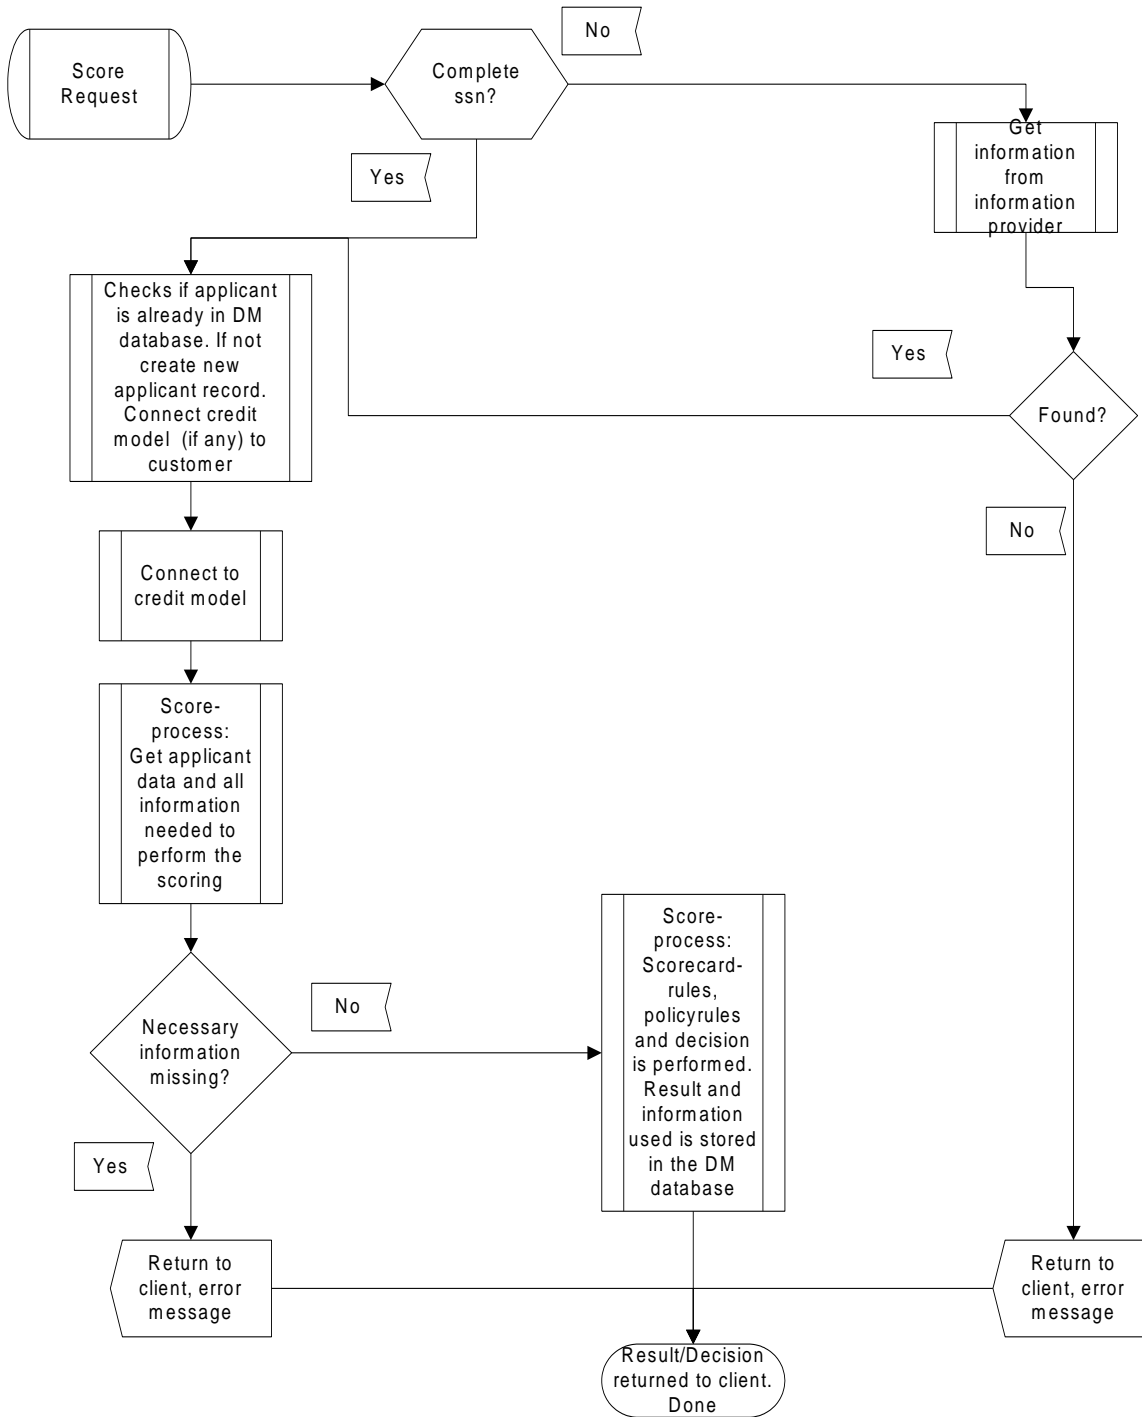 Score
Request
Complete
ssn?
No
Yes
Get
information
from
information
provider
Checks if applicant
is already in DM
database. If not
create new
applicant record.
Connect credit
model (if any) to
customer
Yes
Found?
No
Connect to
credit model
Score-
process:
Get applicant
data and all
information
needed to
perform the
scoring
Necessary
information
missing?
No
Score-
process:
Scorecard-
rules,
policyrules
and decision
is performed.
Result and
information
used is stored
in the DM
database
Yes
Return to
client, error
message
Return to
client, error
message
Result/Decision
returned to client.
Done